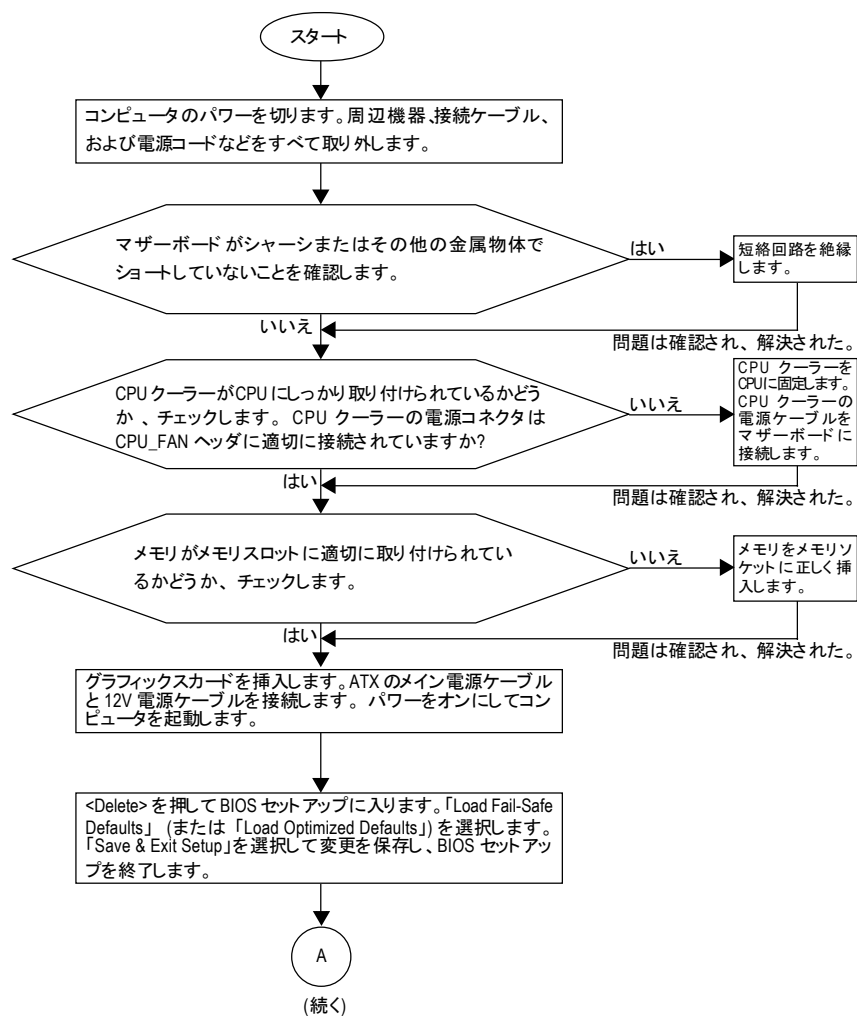 スタート
コンピュータのパワーを切ります。周辺機器、接続ケーブル、
および電源コードなどをすべて取り外します。
マザーボードがシャーシまたはその他の金属物体で
ショートしていないことを確認します。
はい
短絡回路を絶縁
します。
いいえ
問題は確認され、解決された。
CPU クーラーがCPUにしっかり取り付けられているかどう
か 、チェックします。 CPU クーラーの電源コネクタは
CPU_FAN ヘッダに適切に接続されていますか?
いいえ
CPU クーラーを
CPUに固定します。
CPU クーラーの
電源ケーブルを
マザーボードに
接続します。
はい
問題は確認され、解決された。
メモリがメモリスロットに適切に取り付けられてい
るかどうか、チェックします。
いいえ
メモリをメモリソ
ケットに正しく挿
入します。
はい
問題は確認され、解決された。
グラフィックスカードを挿入します。ATX のメイン電源ケーブル
と 12V 電源ケーブルを接続します。 パワーをオンにしてコン
ピュータを起動します。
<Delete> を押して BIOS セットアップに入ります。「Load Fail-Safe
Defaults」 (または 「Load Optimized Defaults」) を選択します。
「Save & Exit Setup」を選択して変更を保存し、BIOS セットアッ
プを終了します。
A
(続く)